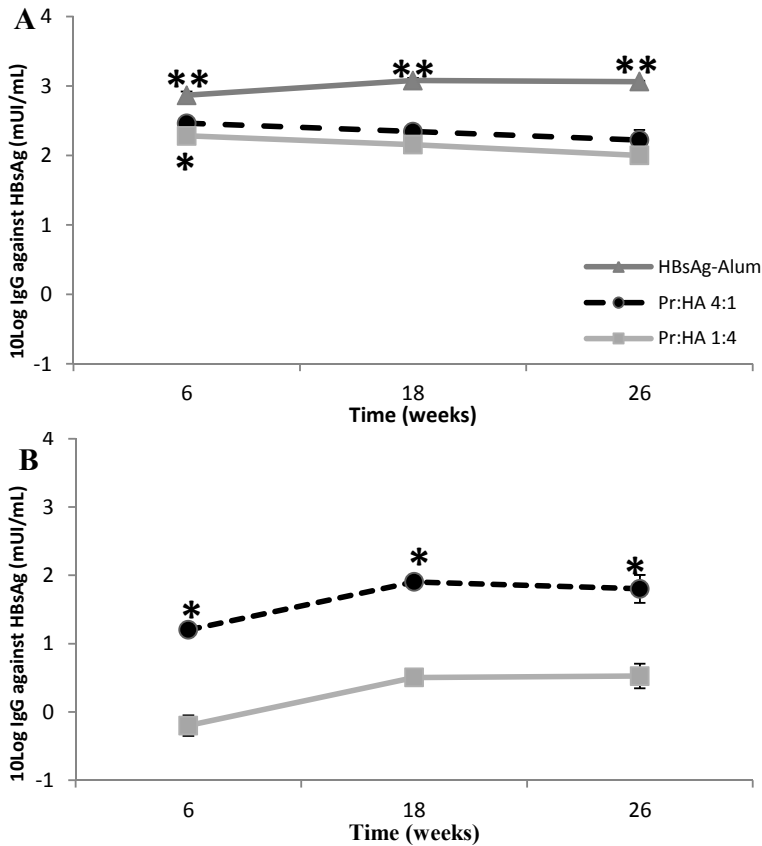 A
10Log IgG against HBsAg (mUI/mL)
4
3
2
1
0
-1
**
**
**
*
HBsAg-Alum
Pr:HA 4:1
Pr:HA 1:4
6
18
26
Time (weeks)
B
10Log IgG against HBsAg (mUI/mL)
4
3
2
1
0
-1
*
*
*
6
18
26
Time (weeks)